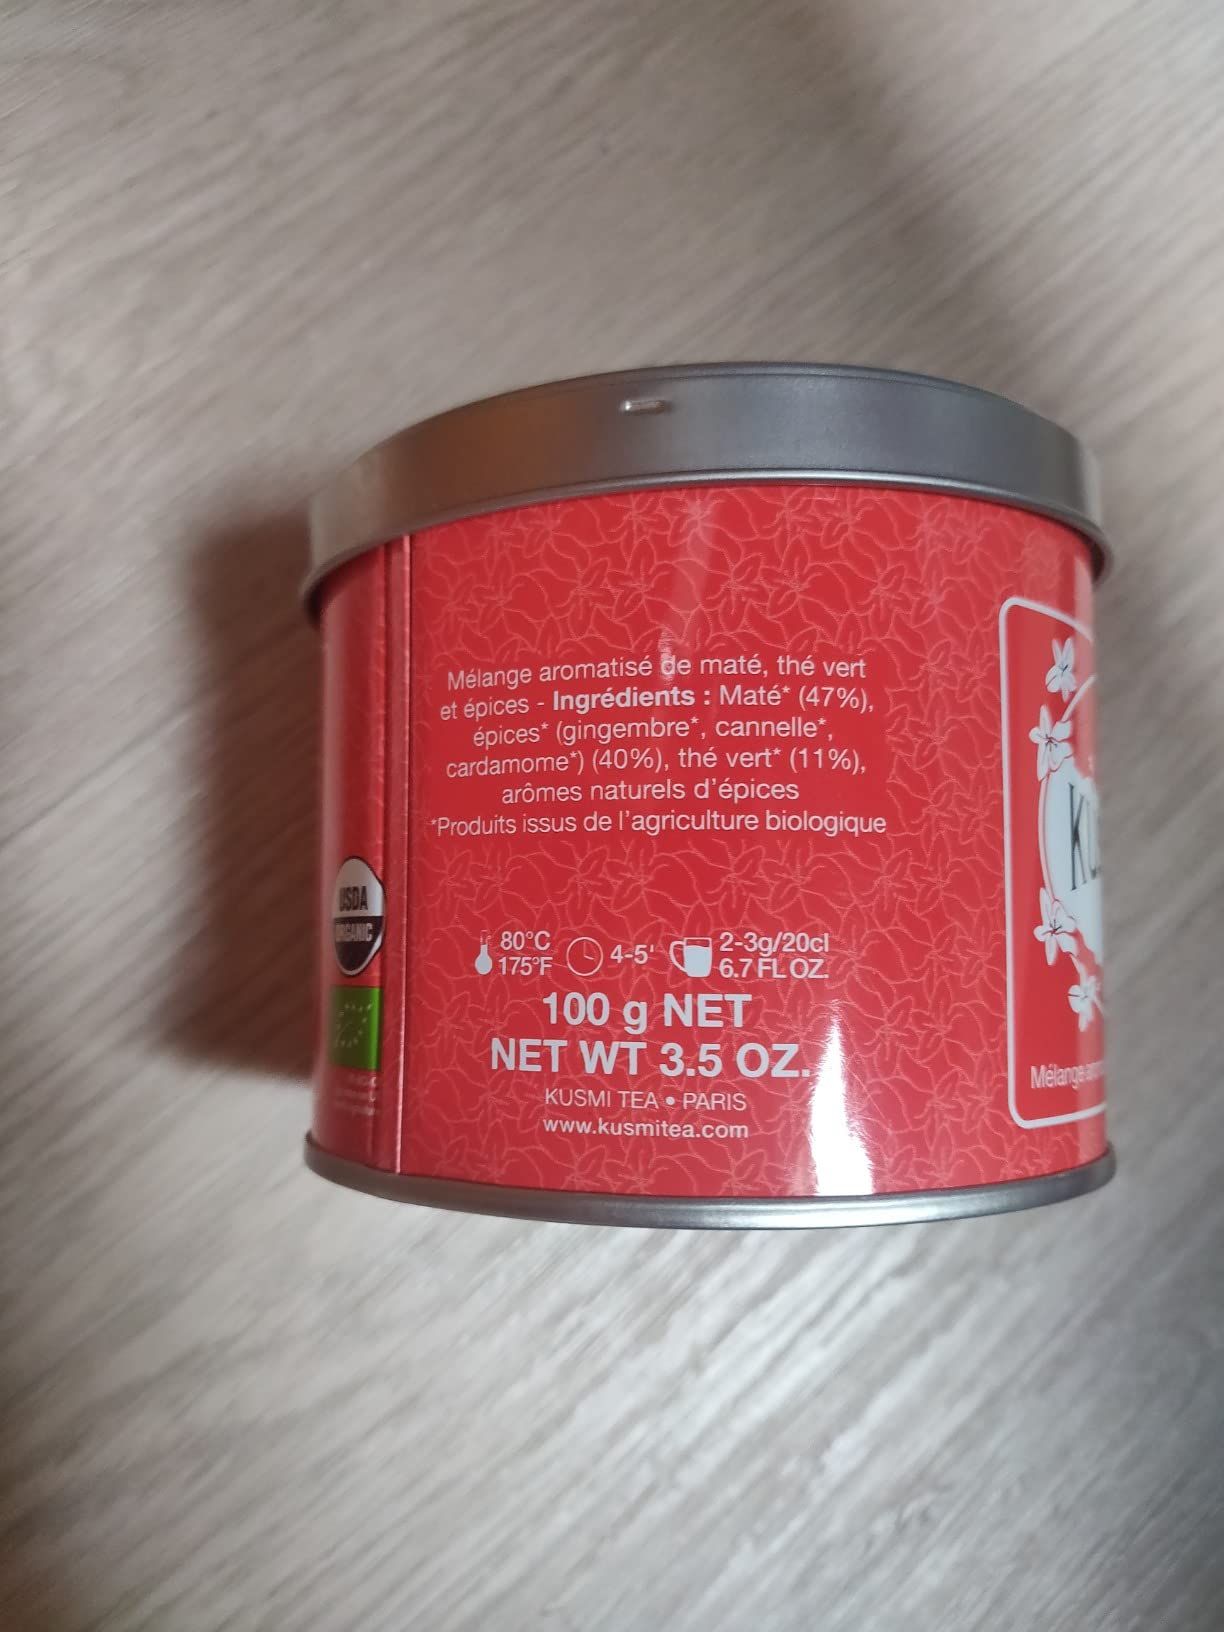 Mélange aromatisé de maté, thé vert
et épices - Ingrédients : Maté* (47%),
épices* (gingembre*, cannelle*,
cardamome*) (40%), thé vert* (11%),
arômes naturels d'épices
*Produits issus de l'agriculture biologique
80°C
175°F
4-5'
2-3g/20cl
6.7 FL OZ.
100 g NET
NET WT 3.5 OZ.
KUSMI TEA • PARIS
www.kusmitea.com
USDA
ORGANIC
Mélange